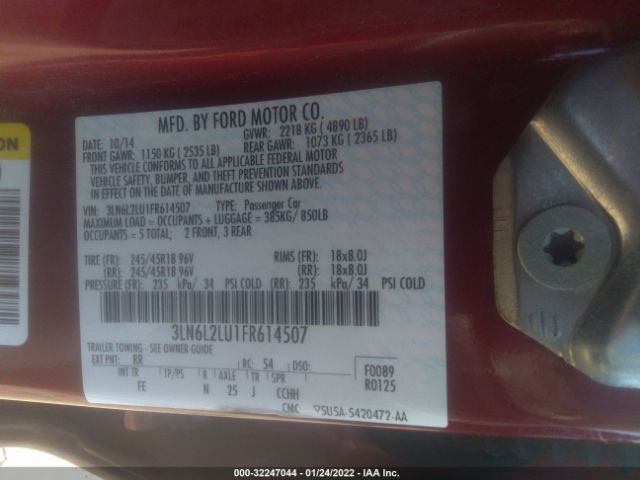 MFD. BY FORD MOTOR CO.
DATE: 10/14 GVWR: 2218 KG ( 4890 LB)
FRONT GAWR: 1150 KG ( 2535 LB) REAR GAWR: 1073 KG ( 2365 LB)
THIS VEHICLE CONFORMS TO ALL APPLICABLE FEDERAL MOTOR
VEHICLE SAFETY, BUMPER, AND THEFT PREVENTION STANDARDS
IN EFFECT ON THE DATE OF MANUFACTURE SHOWN ABOVE.
VIN: 3LN6L2LU1FR614507 TYPE: Passenger Car
MAXIMUM LOAD = OCCUPANTS + LUGGAGE = 385KG/ 850LB
OCCUPANTS = 5 TOTAL; 2 FRONT, 3 REAR
TIRE (FR): 245/45R18 96V RIMS (FR): 18x8.0J
(RR): 245/45R18 96V (RR): 18x8.0J
PRESSURE (FR): 235 kPa/ 34 PSI COLD (RR): 235 kPa/ 34 PSI COLD
3LN6L2LU1FR614507
TRAILER TOWING - SEE OWNER GUIDE
EXT PNT: RR RC: 54 DSO: F0089
INT TR 1P/PS R AXLE TR SPR R0125
FE N 25 J CCHH
CMC 5U5A-5420472-AA
ON
000-32247044 - 01/24/2022 - IAA Inc.